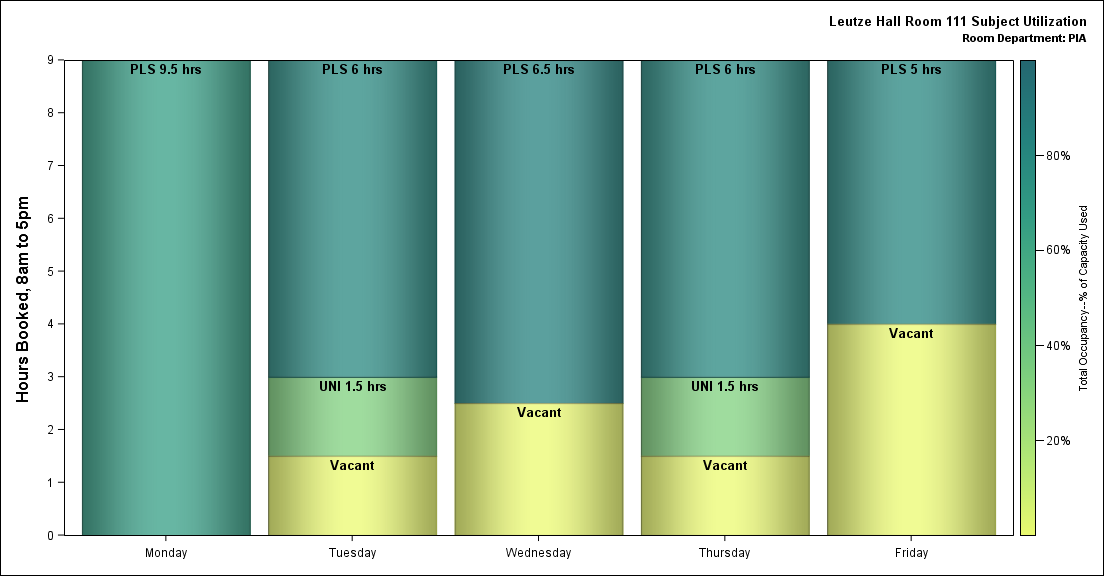 Leutze Hall Room 111 Subject Utilization
Room Department: PIA
Hours Booked, 8am to 5pm
9
8
7
6
5
4
3
2
1
0
PLS 9.5 hrs
PLS 6 hrs
PLS 6.5 hrs
PLS 6 hrs
PLS 5 hrs
Vacant
UNI 1.5 hrs
UNI 1.5 hrs
Vacant
Vacant
Vacant
Monday
Tuesday
Wednesday
Thursday
Friday
80%
60%
40%
20%
Total Occupancy--% of Capacity Used